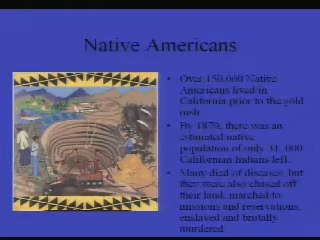 Native Americans
• Over 150,000 Native
Americans lived in
California prior to the gold
rush
• By 1879, there was an
estimated native
population of only 31,000
Californian Indians left.
• Many died of diseases, but
they were also chased off
their land, marched to
missions and reservations,
enslaved and brutally
murdered